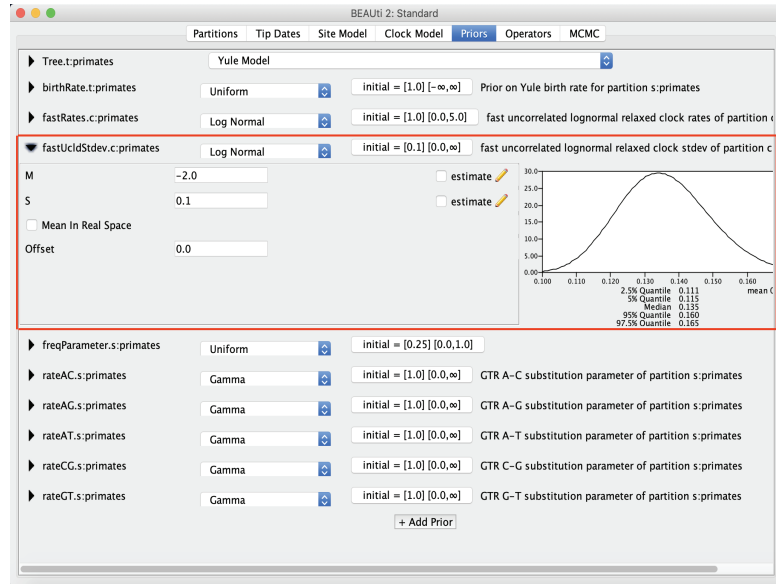 BEAUti 2: Standard
Partitions Tip Dates Site Model Clock Model Priors Operators MCMC
Tree.t:primates Yule Model
birthRate.t:primates Uniform initial = [1.0] [-∞,∞] Prior on Yule birth rate for partition s:primates
fastRates.c:primates Log Normal initial = [1.0] [0.0,5.0] fast uncorrelated lognormal relaxed clock rates of partition
fastUcldStdev.c:primates Log Normal initial = [0.1] [0.0,∞] fast uncorrelated lognormal relaxed clock stdev of partition c
M -2.0 estimate
S 0.1 estimate
Mean In Real Space
Offset 0.0
30.0
25.0
20.0
15.0
10.0
5.00
0.00
0.100 0.110 0.120 0.130 0.140 0.150 0.160
2.5% Quantile 0.111 mean
5% Quantile 0.115
Median 0.135
95% Quantile 0.160
97.5% Quantile 0.165
freqParameter.s:primates Uniform initial = [0.25] [0.0,1.0]
rateAC.s:primates Gamma initial = [1.0] [0.0,∞] GTR A-C substitution parameter of partition s:primates
rateAG.s:primates Gamma initial = [1.0] [0.0,∞] GTR A-G substitution parameter of partition s:primates
rateAT.s:primates Gamma initial = [1.0] [0.0,∞] GTR A-T substitution parameter of partition s:primates
rateCG.s:primates Gamma initial = [1.0] [0.0,∞] GTR C-G substitution parameter of partition s:primates
rateGT.s:primates Gamma initial = [1.0] [0.0,∞] GTR G-T substitution parameter of partition s:primates
+ Add Prior